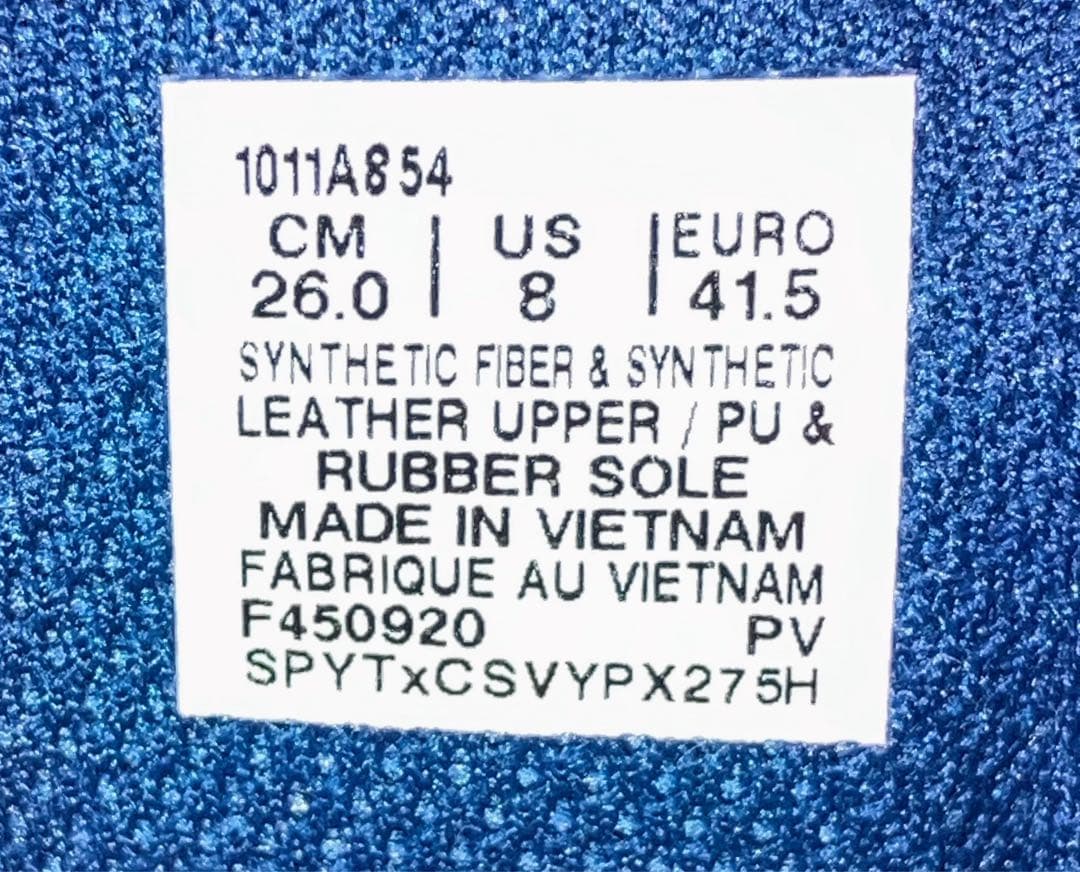 1011A854
CM | US | EURO
26.0 | 8 | 41.5
SYNTHETIC FIBER & SYNTHETIC
LEATHER UPPER / PU &
RUBBER SOLE
MADE IN VIETNAM
FABRIQUE AU VIETNAM
F450920 PV
SPYTxCSVYPX275H